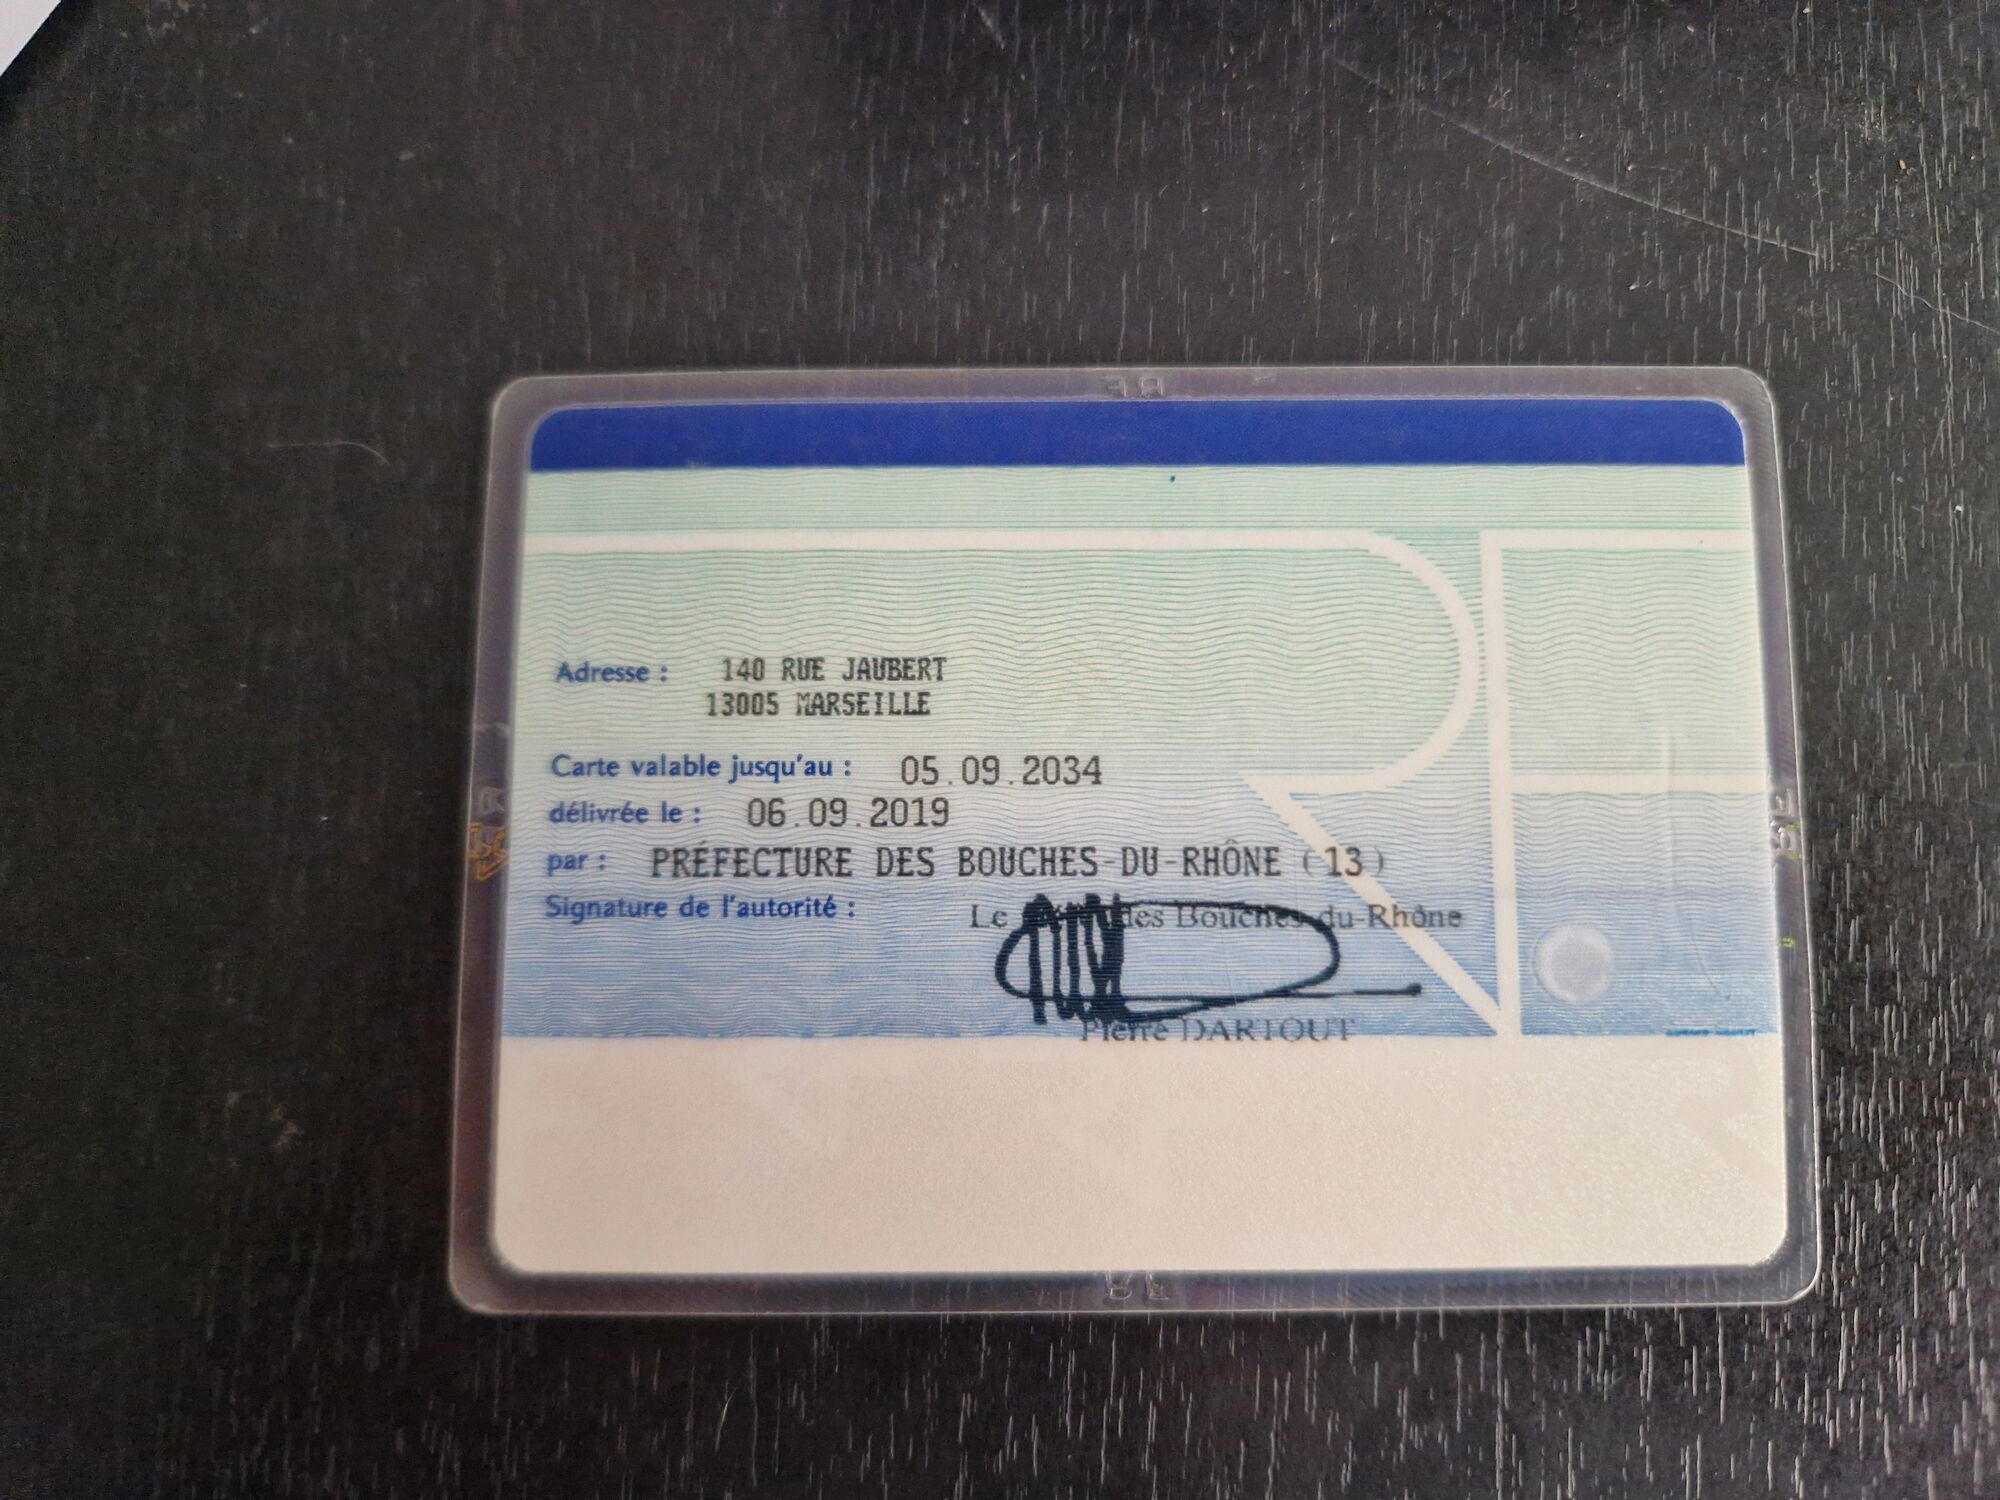 Adresse : 140 RUE JAUBERT
13005 MARSEILLE
Carte valable jusqu'au : 05.09.2034
délivrée le : 06.09.2019
par : PRÉFECTURE DES BOUCHES-DU-RHÔNE (13)
Signature de l'autorité :
Le des Bouches du-Rhône
Pierre DARTOUT
RF